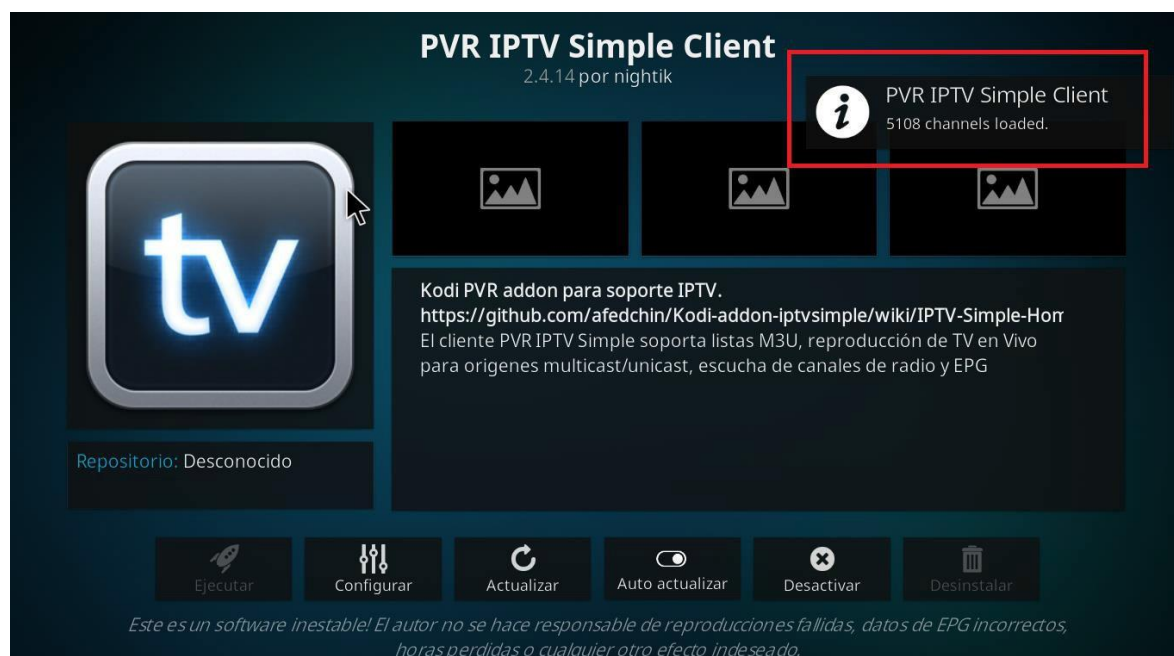 PVR IPTV Simple Client
2.4.14 por nightik
PVR IPTV Simple Client
5108 channels loaded.
tv
Kodi PVR addon para soporte IPTV.
https://github.com/afedchin/Kodi-addon-iptvsimple/wiki/IPTV-Simple-Hom
El cliente PVR IPTV Simple soporta listas M3U, reproducción de TV en Vivo
para origenes multicast/unicast, escucha de canales de radio y EPG
Repositorio: Desconocido
Ejecutar
Configurar
Actualizar
Auto actualizar
Desactivar
Desinstalar
Este es un software inestable! El autor no se hace responsable de reproducciones fallidas, datos de EPG incorrectos,
horas perdidas o cualquier otro efecto indeseado.